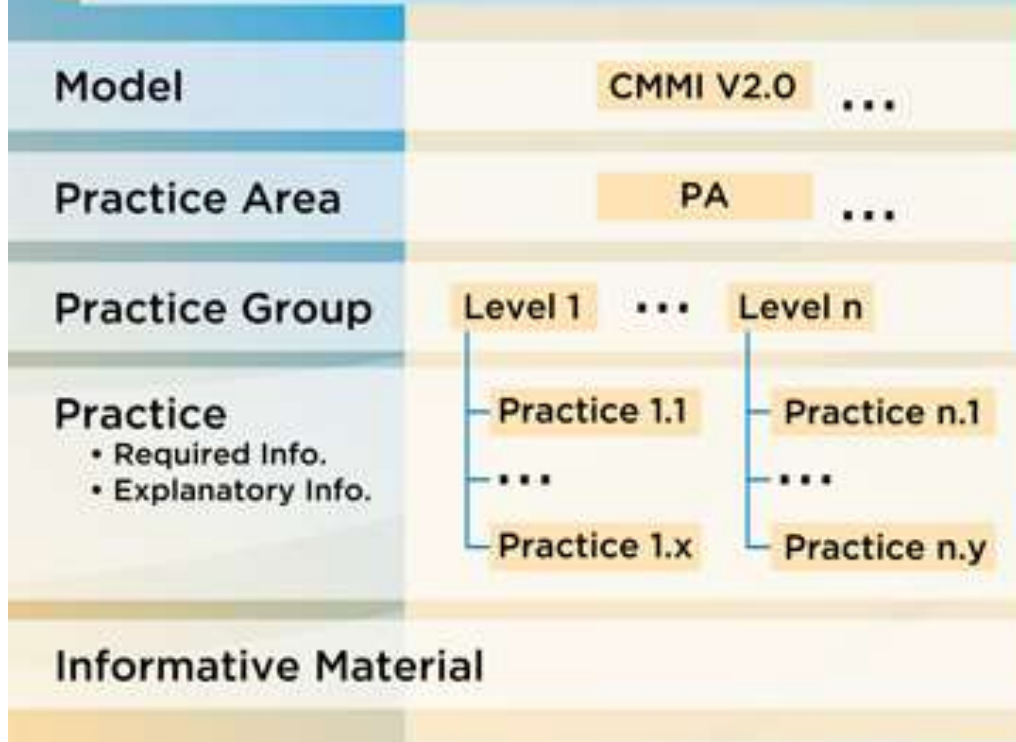 Model
CMMI V2.0 ...
Practice Area
PA ...
Practice Group
Level 1 ... Level n
Practice
• Required Info.
• Explanatory Info.
Practice 1.1
...
Practice 1.x
Practice n.1
...
Practice n.y
Informative Material